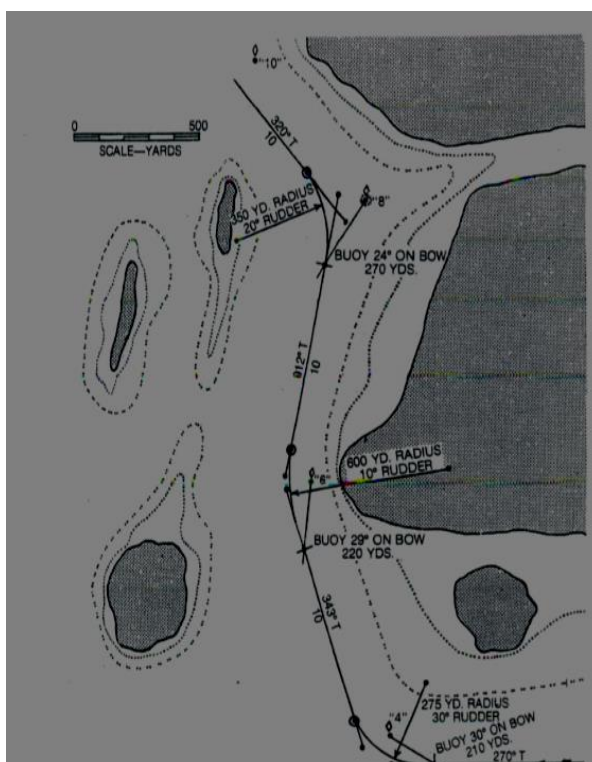 "10"
320° T
10
0 500
SCALE—YARDS
350 YD. RADIUS
20° RUDDER
"8"
BUOY 24° ON BOW
270 YDS.
012° T
10
600 YD. RADIUS
10° RUDDER
"6"
BUOY 29° ON BOW
220 YDS.
343° T
10
275 YD. RADIUS
30° RUDDER
"4"
BUOY 30° ON BOW
210 YDS.
270° T